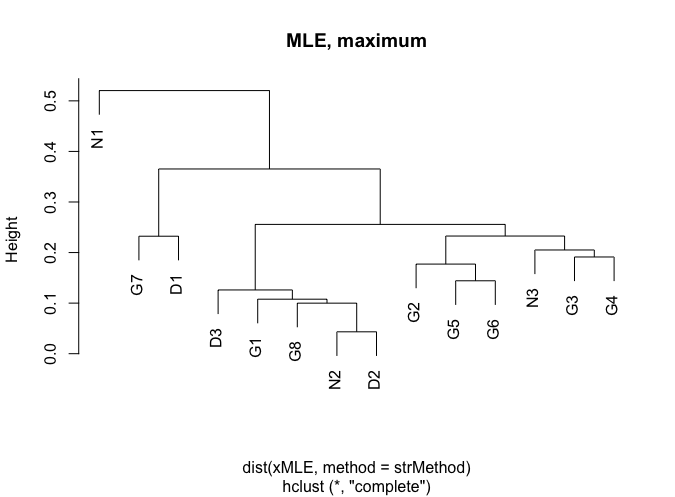 MLE, maximum
Height
0.5
0.4
0.3
0.2
0.1
0.0
N1
G7
D1
D3
G1
G8
N2
D2
G2
G5
G6
N3
G3
G4
dist(xMLE, method = strMethod)
hclust (*, "complete")